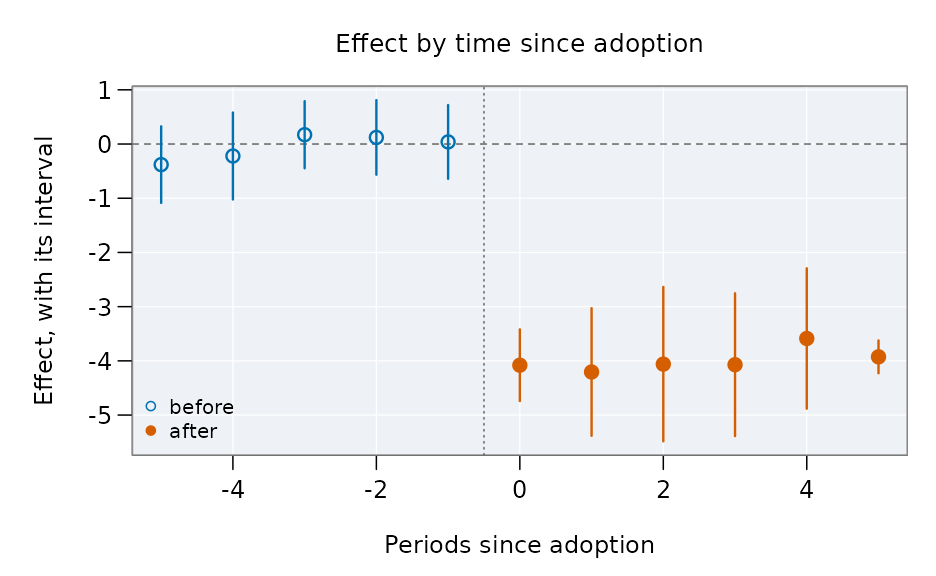 Effect by time since adoption
Effect, with its interval
1
0
-1
-2
-3
-4
-5
before
after
-4
-2
0
2
4
Periods since adoption